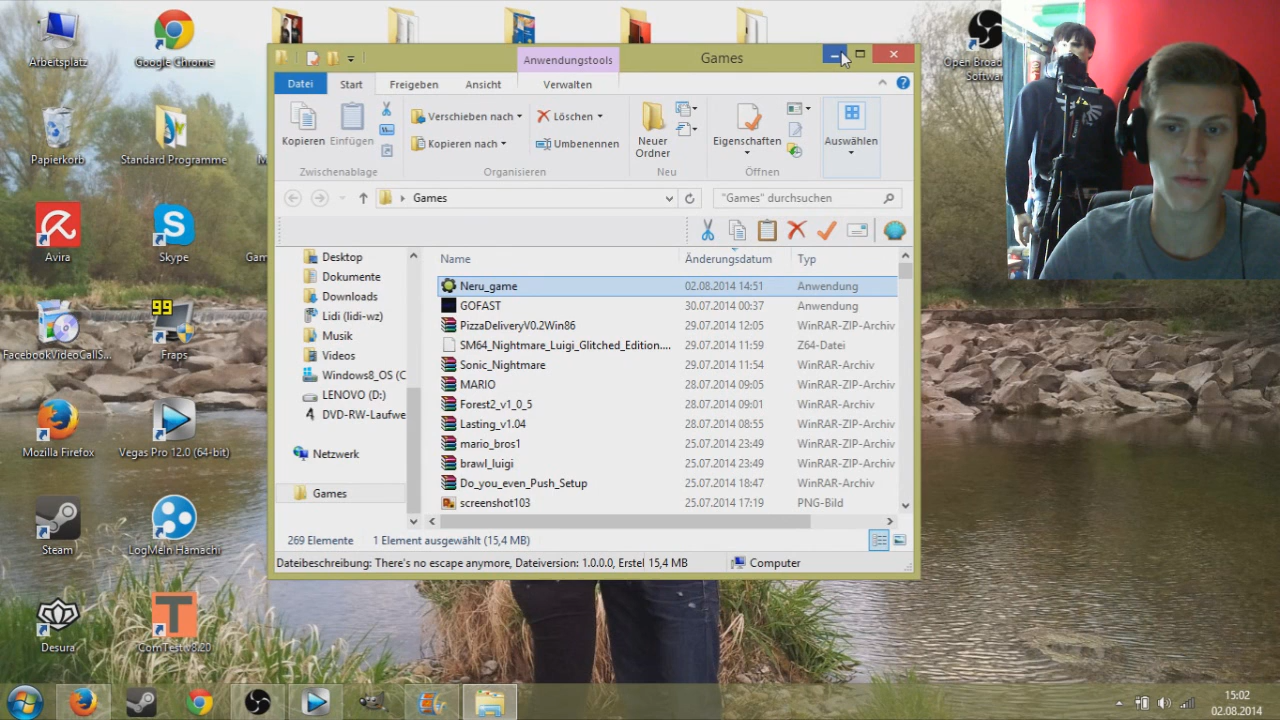 Arbeitsplatz
Google Chrome
Papierkorb
Standard Programme
Avira
Skype
FacebookVideoCallS...
99
Fraps
Mozilla Firefox
Vegas Pro 12.0 (64-bit)
Steam
LogMeIn Hamachi
Desura
T
ComTestv8.20
Anwendungstools
Games
Datei
Start
Freigeben
Ansicht
Verwalten
Kopieren
Einfügen
Verschieben nach
Kopieren nach
Löschen
Umbenennen
Neuer
Ordner
Eigenschaften
Auswählen
Zwischenablage
Organisieren
Neu
Öffnen
Games
"Games" durchsuchen
Desktop
Dokumente
Downloads
Lidi (lidi-wz)
Musik
Videos
Windows8_OS (C
LENOVO (D:)
DVD-RW-Laufwe
Netzwerk
Games
Name Änderungsdatum Typ
Neru_game 02.08.2014 14:51 Anwendung
GOFAST 30.07.2014 00:37 Anwendung
PizzaDeliveryV0.2Win86 29.07.2014 12:05 WinRAR-ZIP-Archiv
SM64_Nightmare_Luigi_Glitched_Edition.... 29.07.2014 11:59 Z64-Datei
Sonic_Nightmare 29.07.2014 11:54 WinRAR-Archiv
MARIO 28.07.2014 09:05 WinRAR-Archiv
Forest2_v1_0_5 28.07.2014 09:01 WinRAR-Archiv
Lasting_v1.04 28.07.2014 08:55 WinRAR-Archiv
mario_bros1 25.07.2014 23:49 WinRAR-ZIP-Archiv
brawl_luigi 25.07.2014 23:49 WinRAR-ZIP-Archiv
Do_you_even_Push_Setup 25.07.2014 18:47 WinRAR-Archiv
screenshot103 25.07.2014 17:19 PNG-Bild
269 Elemente 1 Element ausgewählt (15,4 MB)
Dateibeschreibung: There's no escape anymore, Dateiversion: 1.0.0.0, Erstel 15,4 MB
Computer
Open Broad
Softwa
15:02
02.08.2014